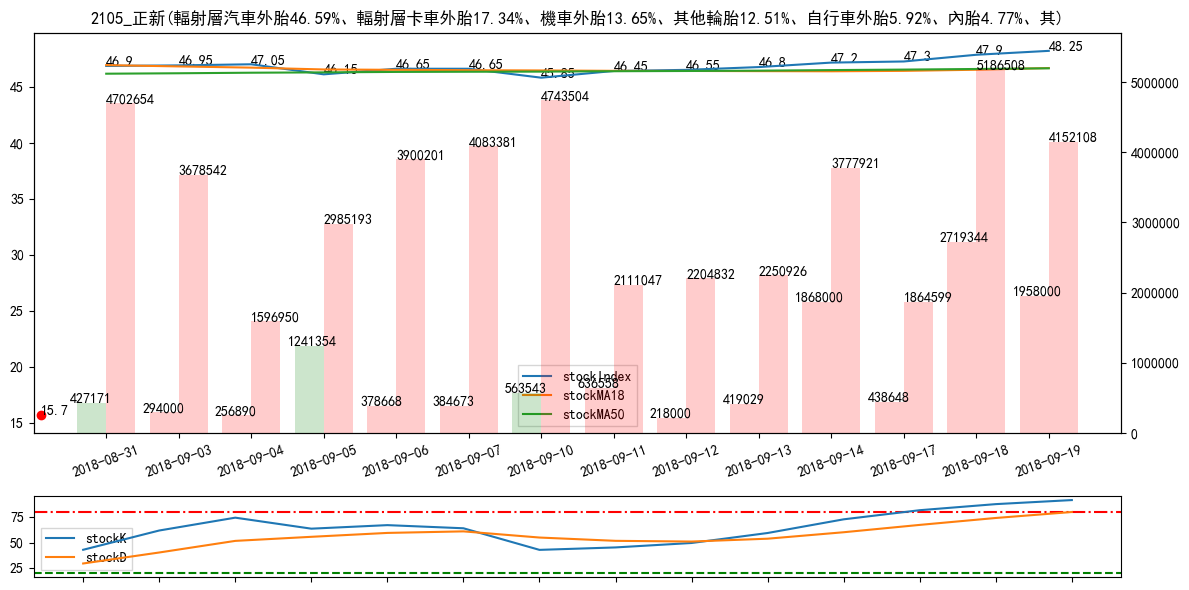 2105_正新(輻射層汽車外胎46.59%、輻射層卡車外胎17.34%、機車外胎13.65%、其他輪胎12.51%、自行車外胎5.92%、內胎4.77%、其)
46.9 46.95 47.05 46.15 46.65 46.65 45.85 46.45 46.55 46.8 47.2 47.3 47.9 48.25
4702654 3678542 1596950 2985193 3900201 4083381 4743504 2111047 2204832 2250926 3777921 1864599 5186508 4152108
427171 294000 256890 1241354 378668 384673 563543 636558 218000 419029 1868000 438648 2719344 1958000
15.7
45
40
35
30
25
20
15
5000000
4000000
3000000
2000000
1000000
0
stockIndex
stockMA18
stockMA50
2018-08-31 2018-09-03 2018-09-04 2018-09-05 2018-09-06 2018-09-07 2018-09-10 2018-09-11 2018-09-12 2018-09-13 2018-09-14 2018-09-17 2018-09-18 2018-09-19
75
50
25
stockK
stockD